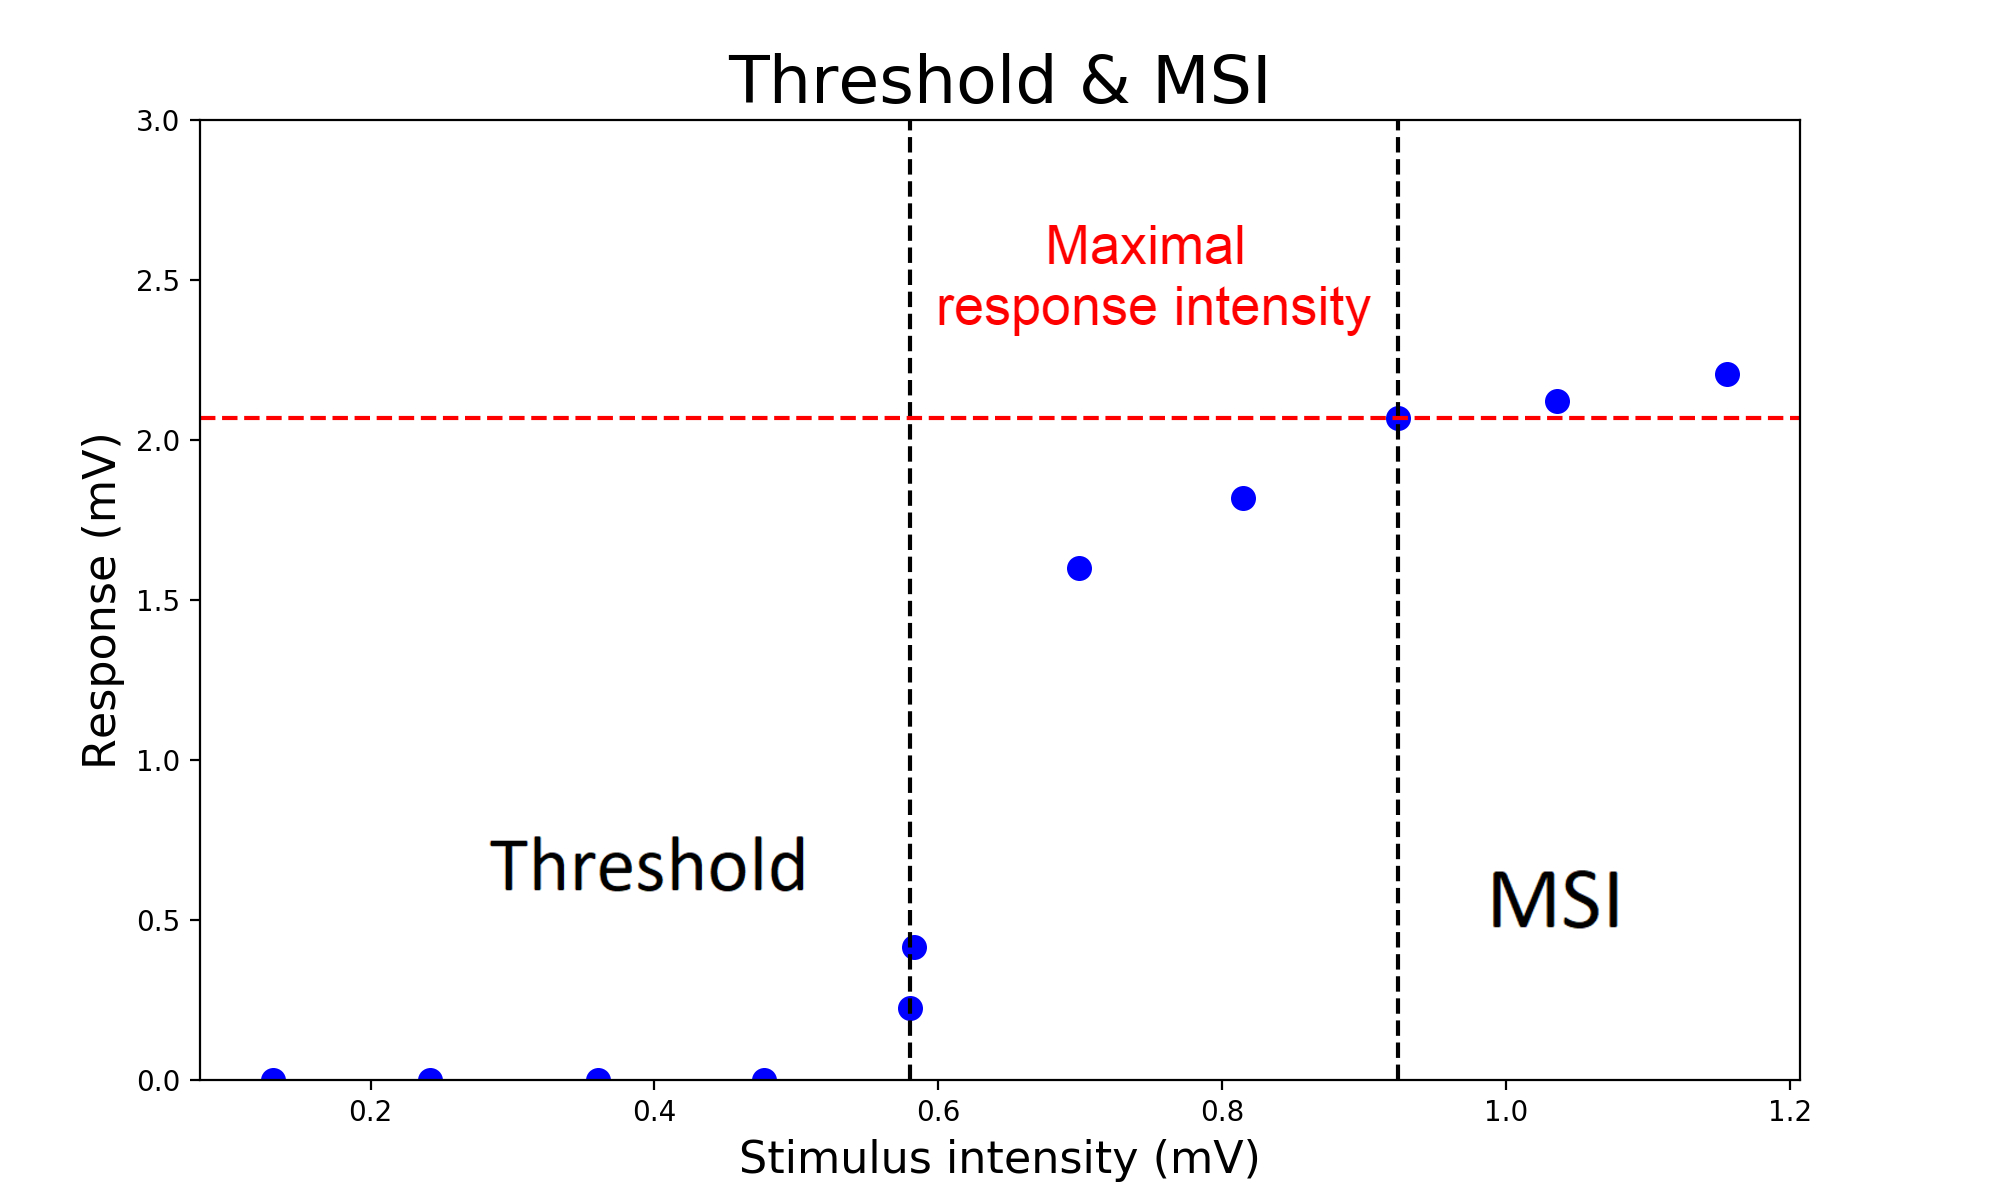 Threshold & MSI
3.0
2.5
2.0
1.5
1.0
0.5
0.0
Response (mV)
Maximal
response intensity
Threshold
MSI
0.2
0.4
0.6
0.8
1.0
1.2
Stimulus intensity (mV)